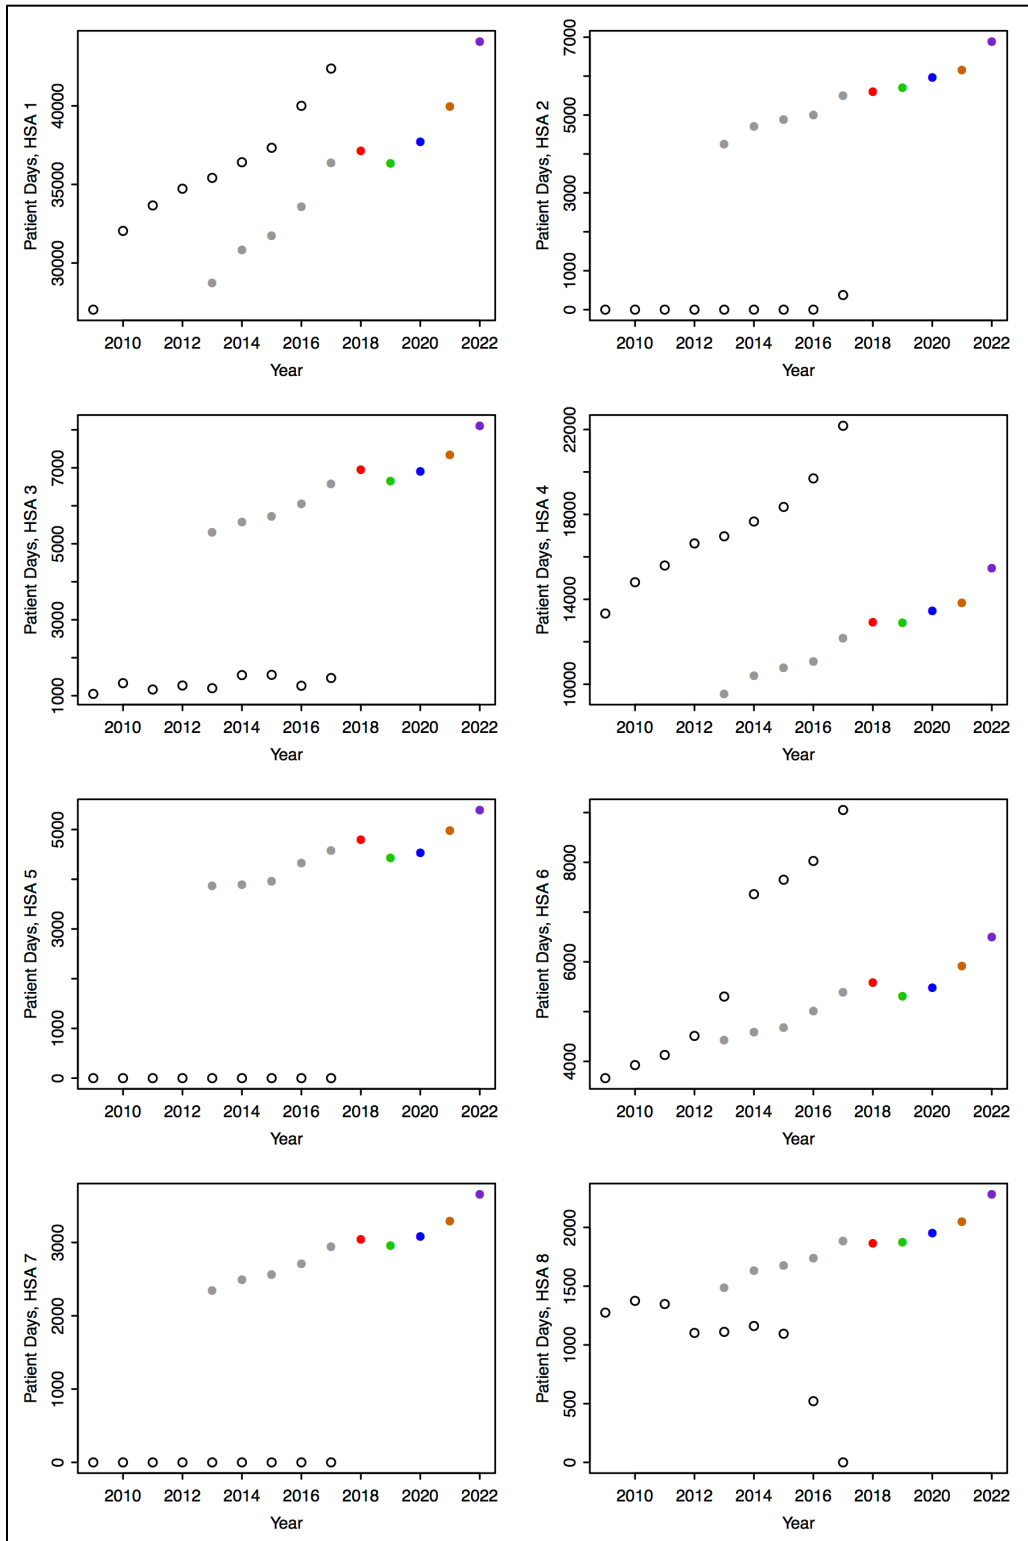 Patient Days, HSA 1
30000 35000 40000
2010 2012 2014 2016 2018 2020 2022
Year
Patient Days, HSA 2
0 1000 3000 5000 7000
2010 2012 2014 2016 2018 2020 2022
Year
Patient Days, HSA 3
1000 3000 5000 7000
2010 2012 2014 2016 2018 2020 2022
Year
Patient Days, HSA 4
10000 14000 18000 22000
2010 2012 2014 2016 2018 2020 2022
Year
Patient Days, HSA 5
0 1000 3000 5000
2010 2012 2014 2016 2018 2020 2022
Year
Patient Days, HSA 6
4000 6000 8000
2010 2012 2014 2016 2018 2020 2022
Year
Patient Days, HSA 7
0 1000 2000 3000
2010 2012 2014 2016 2018 2020 2022
Year
Patient Days, HSA 8
0 500 1000 1500 2000
2010 2012 2014 2016 2018 2020 2022
Year